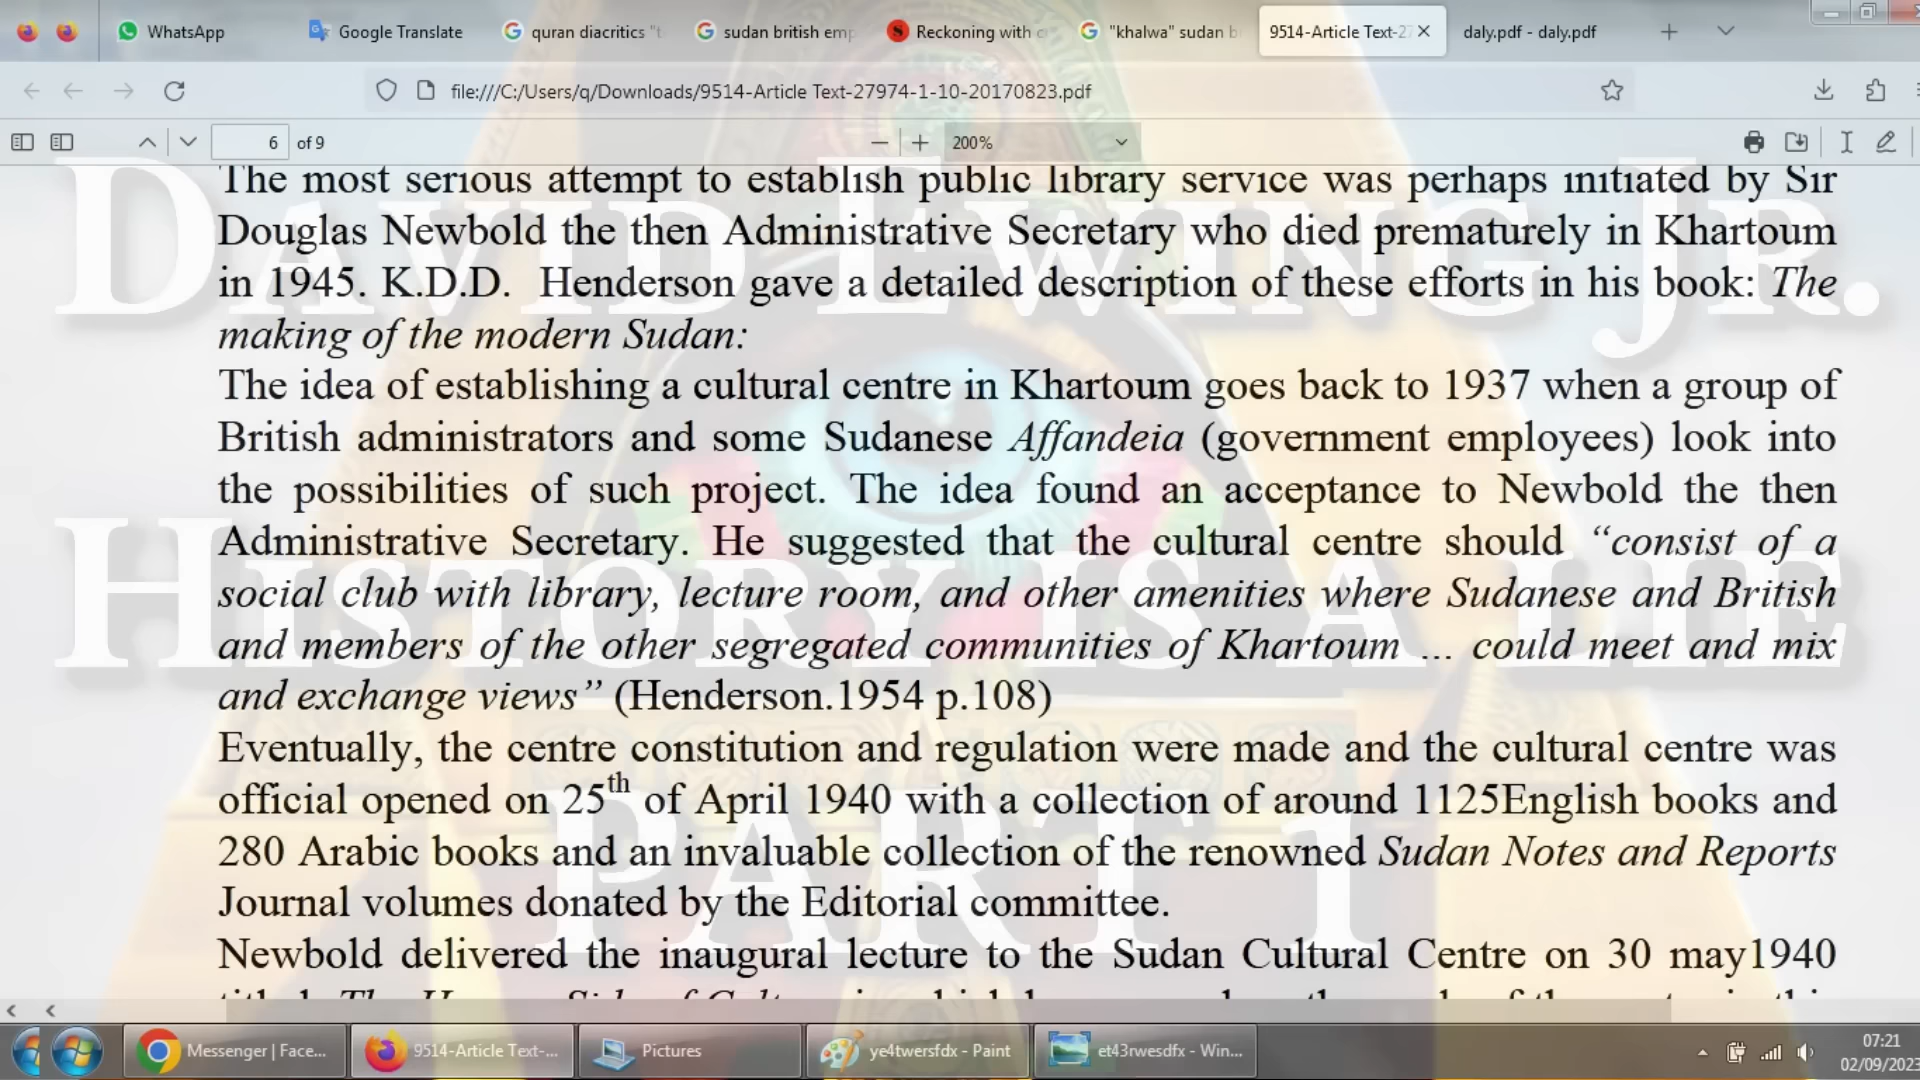 WhatsApp
Google Translate
quran diacritics "t
sudan british emp
Reckoning with c
"khalwa" sudan b
9514-Article Text-27
daly.pdf - daly.pdf
file:///C:/Users/q/Downloads/9514-Article Text-27974-1-10-20170823.pdf
6 of 9
200%
The most serious attempt to establish public library service was perhaps initiated by Sir
Douglas Newbold the then Administrative Secretary who died prematurely in Khartoum
in 1945. K.D.D. Henderson gave a detailed description of these efforts in his book: The
making of the modern Sudan:
The idea of establishing a cultural centre in Khartoum goes back to 1937 when a group of
British administrators and some Sudanese Affandeia (government employees) look into
the possibilities of such project. The idea found an acceptance to Newbold the then
Administrative Secretary. He suggested that the cultural centre should “consist of a
social club with library, lecture room, and other amenities where Sudanese and British
and members of the other segregated communities of Khartoum ... could meet and mix
and exchange views” (Henderson.1954 p.108)
Eventually, the centre constitution and regulation were made and the cultural centre was
official opened on 25th of April 1940 with a collection of around 1125English books and
280 Arabic books and an invaluable collection of the renowned Sudan Notes and Reports
Journal volumes donated by the Editorial committee.
Newbold delivered the inaugural lecture to the Sudan Cultural Centre on 30 may1940
DAVID EWING JR.
HISTORY IS A LIE
PART 1
Messenger | Face...
9514-Article Text-...
Pictures
ye4twersfdx - Paint
et43rwesdfx - Win...
07:21
02/09/2023